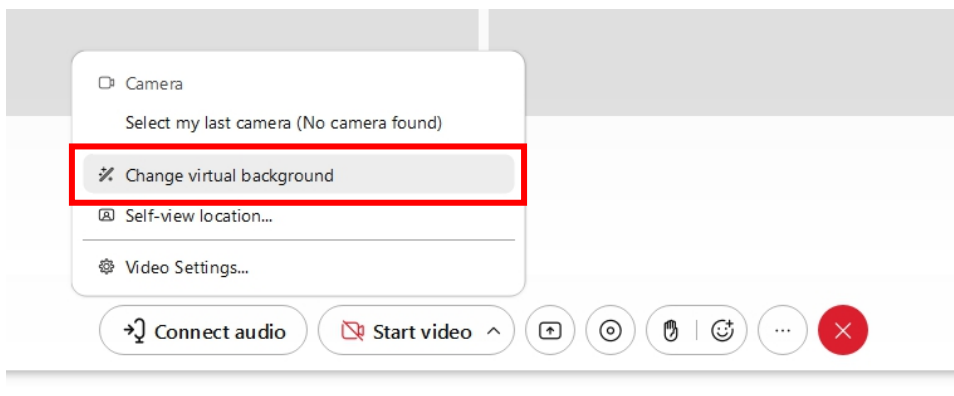 Camera
Select my last camera (No camera found)
Change virtual background
Self-view location...
Video Settings...
Connect audio
Start video